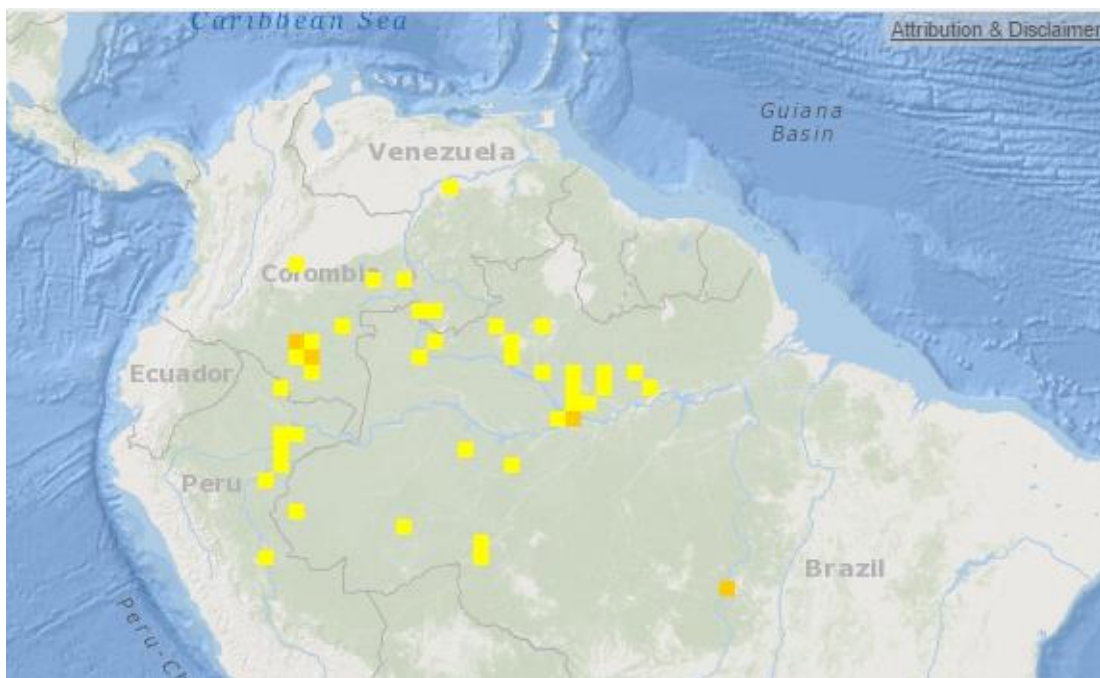 Caribbean Sea
Attribution & Disclaimer
Guiana
Basin
Venezuela
Colombia
Ecuador
Peru
Brazil
Peru-Ch